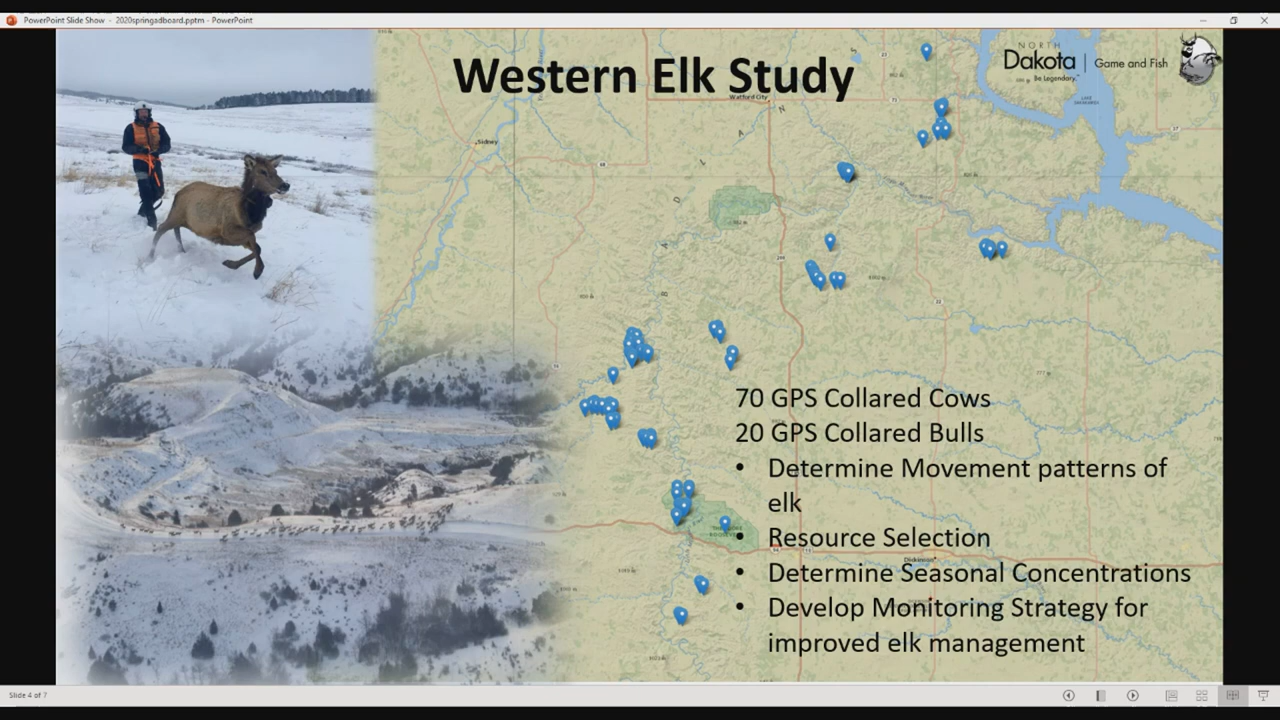 PowerPoint Slide Show - 2020springadboard.pptm - PowerPoint
Western Elk Study
NORTH
Dakota | Game and Fish
Be Legendary.™
Watford City
Sidney
70 GPS Collared Cows
20 GPS Collared Bulls
• Determine Movement patterns of
elk
• Resource Selection
• Determine Seasonal Concentrations
• Develop Monitoring Strategy for
improved elk management
Dickinson
Slide 4 of 7